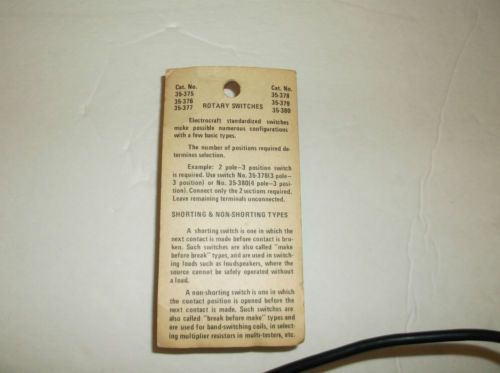 Cat. No. Cat. No.
35-375 35-378
35-376 35-379
35-377 ROTARY SWITCHES 35-380
Electrocraft standardized switches
make possible numerous configurations
with a few basic types.
The number of positions required de-
termines selection.
Example: 2 pole—3 position switch
is required. Use switch No. 35-378(3 pole—
3 position) or No. 35-380(4 pole—3 posi-
tion). Connect only the 2 sections required.
Leave remaining terminals unconnected.
SHORTING & NON-SHORTING TYPES
A shorting switch is one in which the
next contact is made before contact is bro-
ken. Such switches are also called "make
before break" types, and are used in switch-
ing loads such as loudspeakers, where the
source cannot be safely operated without
a load.
A non-shorting switch is one in which
the contact position is opened before the
next contact is made. Such switches are
also called "break before make" types and
are used for band-switching coils, in select-
ing multiplier resistors in multi-testers, etc.